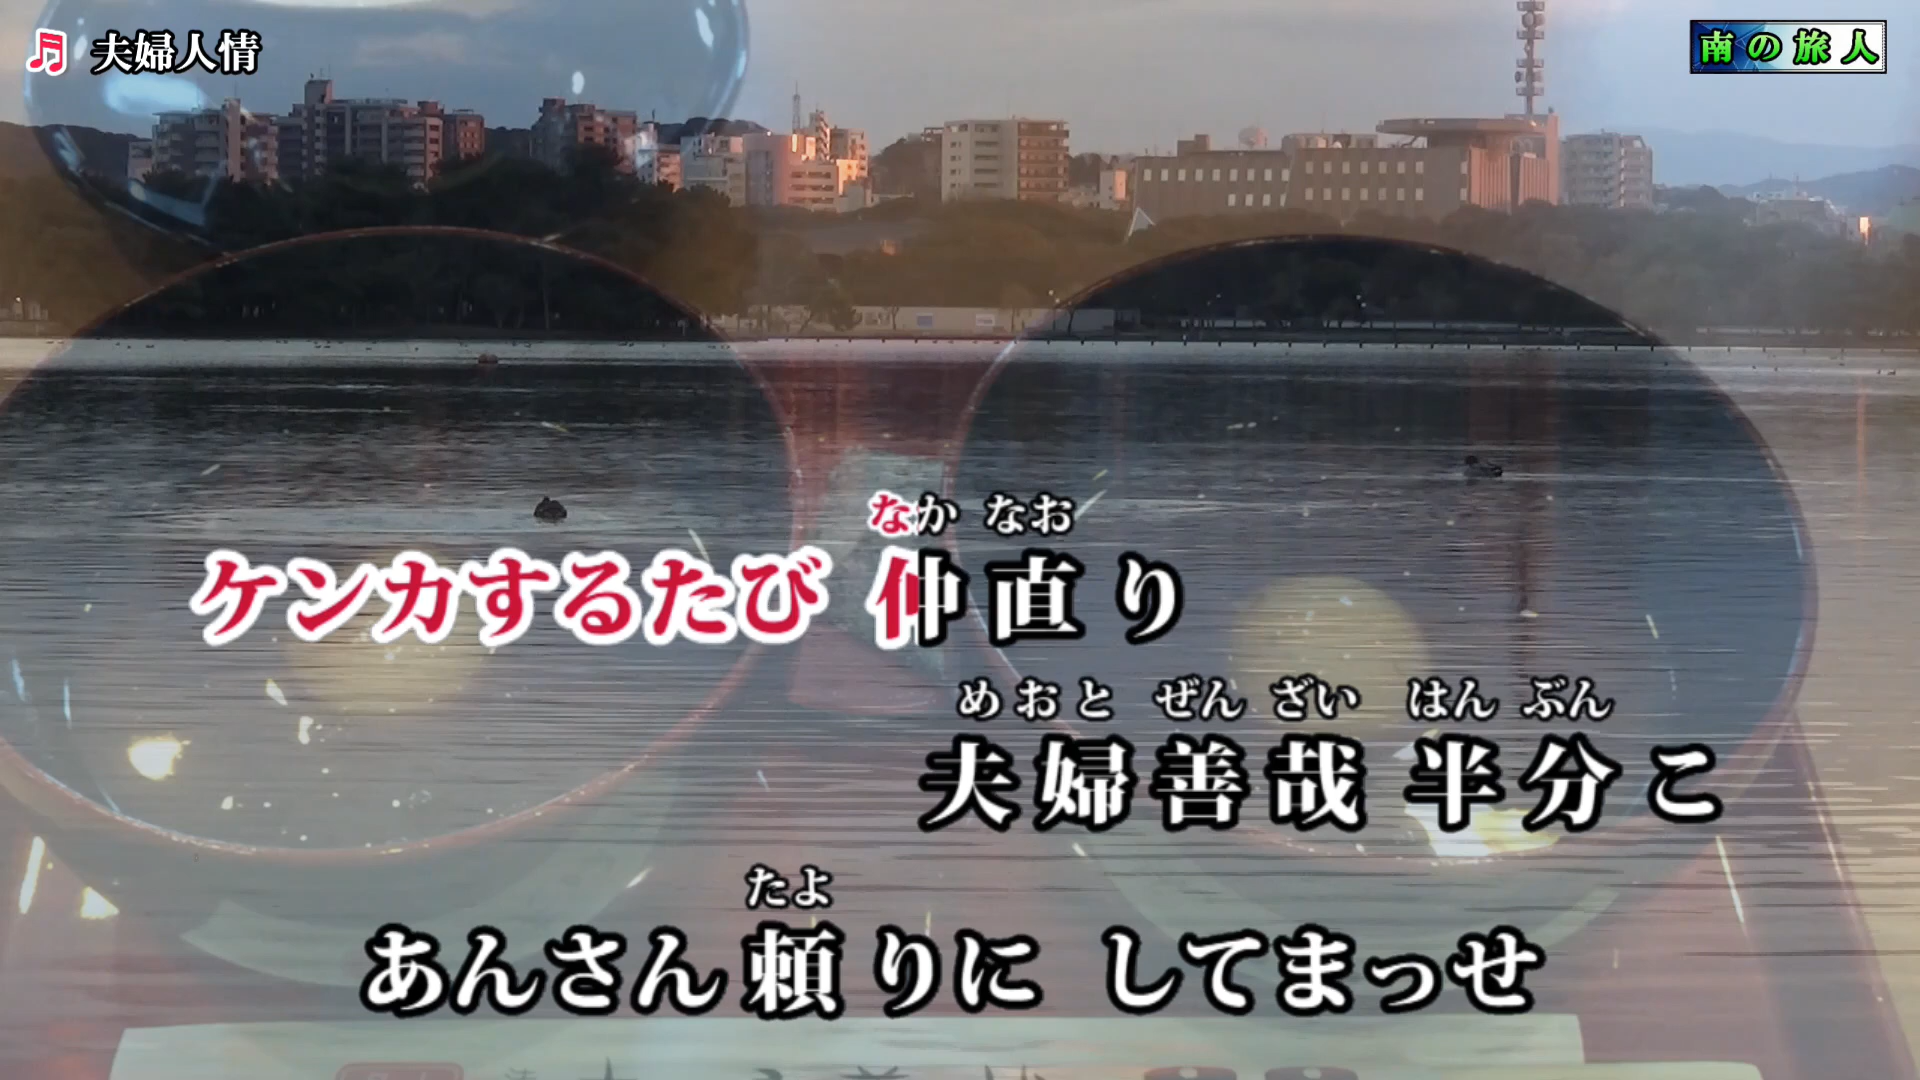 夫婦人情
南の旅人
なか なお
ケンカするたび 仲直り
めおと ぜんざい はんぶん
夫婦善哉 半分こ
たよ
あんさん頼りに してまっせ